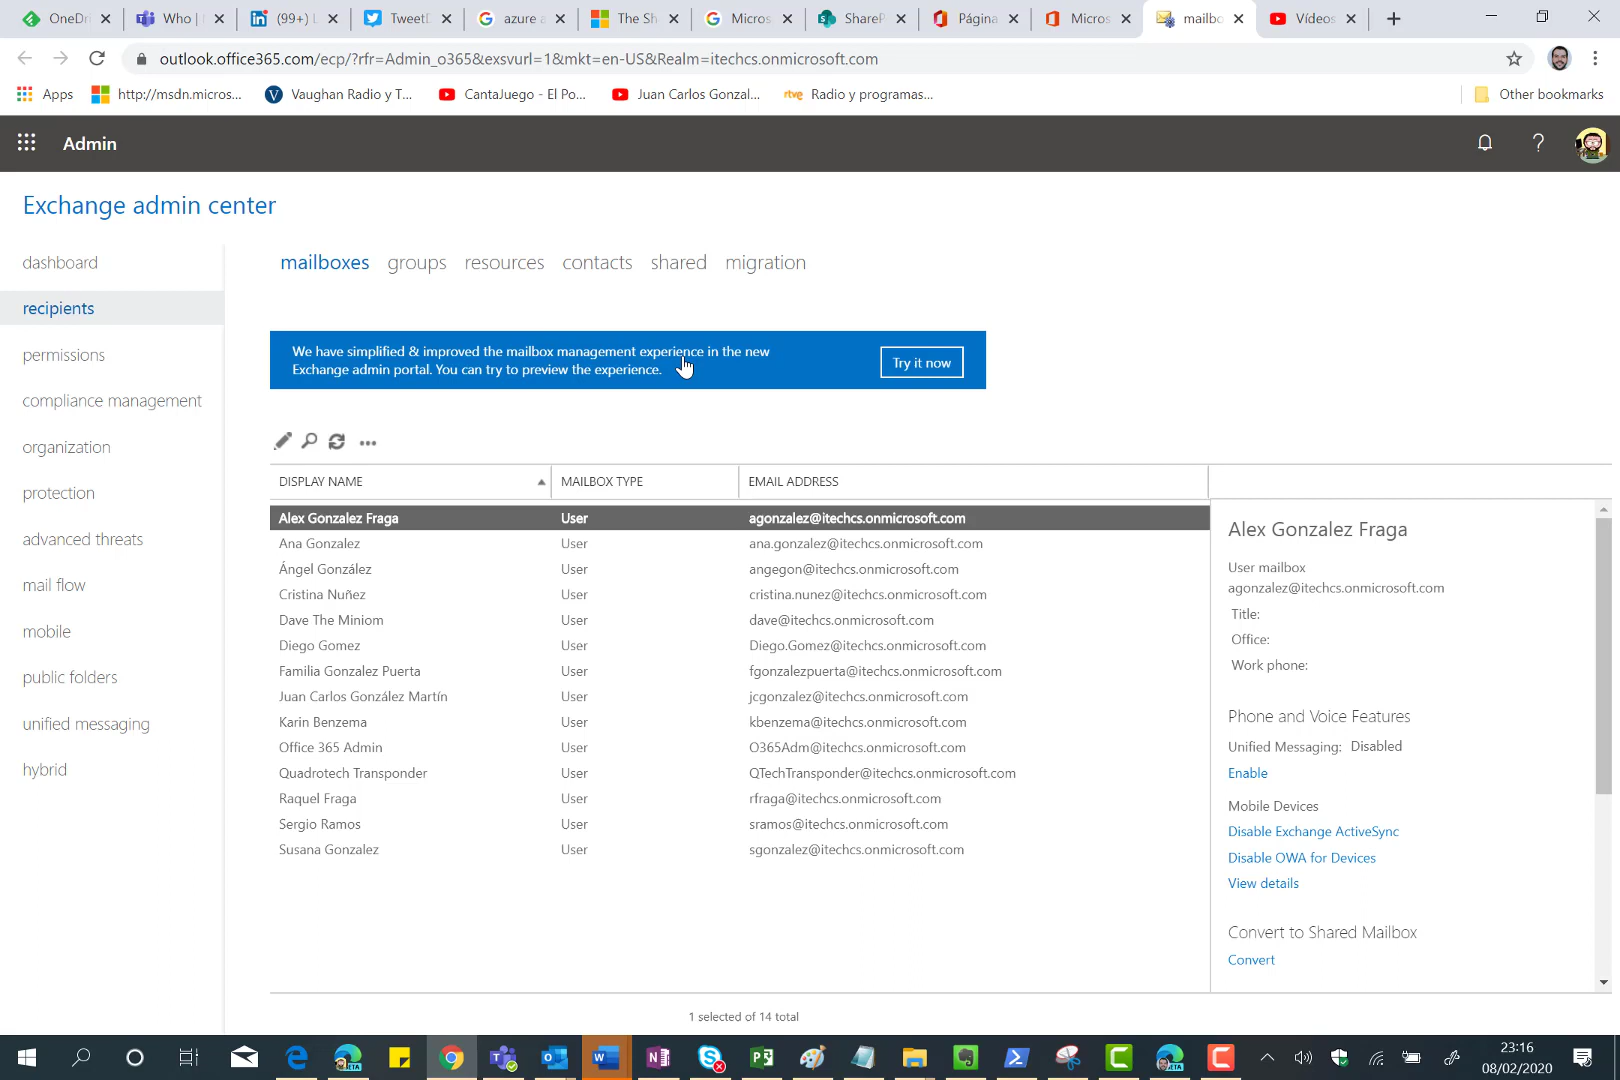 OneDri
Who |
(99+) L
TweetD
azure a
The Sh
Micros
ShareP
Página
Micros
mailbo
Vídeos
outlook.office365.com/ecp/?rfr=Admin_o365&exsvurl=1&mkt=en-US&Realm=itechcs.onmicrosoft.com
Apps
http://msdn.micros...
Vaughan Radio y T...
CantaJuego - El Po...
Juan Carlos Gonzal...
rtve Radio y programas...
Other bookmarks
Admin
?
Exchange admin center
dashboard
recipients
permissions
compliance management
organization
protection
advanced threats
mail flow
mobile
public folders
unified messaging
hybrid
mailboxes groups resources contacts shared migration
We have simplified & improved the mailbox management experience in the new
Exchange admin portal. You can try to preview the experience.
Try it now
DISPLAY NAME MAILBOX TYPE EMAIL ADDRESS
Alex Gonzalez Fraga User agonzalez@itechcs.onmicrosoft.com
Ana Gonzalez User ana.gonzalez@itechcs.onmicrosoft.com
Ángel González User angegon@itechcs.onmicrosoft.com
Cristina Nuñez User cristina.nunez@itechcs.onmicrosoft.com
Dave The Miniom User dave@itechcs.onmicrosoft.com
Diego Gomez User Diego.Gomez@itechcs.onmicrosoft.com
Familia Gonzalez Puerta User fgonzalezpuerta@itechcs.onmicrosoft.com
Juan Carlos González Martín User jcgonzalez@itechcs.onmicrosoft.com
Karin Benzema User kbenzema@itechcs.onmicrosoft.com
Office 365 Admin User O365Adm@itechcs.onmicrosoft.com
Quadrotech Transponder User QTechTransponder@itechcs.onmicrosoft.com
Raquel Fraga User rfraga@itechcs.onmicrosoft.com
Sergio Ramos User sramos@itechcs.onmicrosoft.com
Susana Gonzalez User sgonzalez@itechcs.onmicrosoft.com
1 selected of 14 total
Alex Gonzalez Fraga
User mailbox
agonzalez@itechcs.onmicrosoft.com
Title:
Office:
Work phone:
Phone and Voice Features
Unified Messaging: Disabled
Enable
Mobile Devices
Disable Exchange ActiveSync
Disable OWA for Devices
View details
Convert to Shared Mailbox
Convert
23:16
08/02/2020